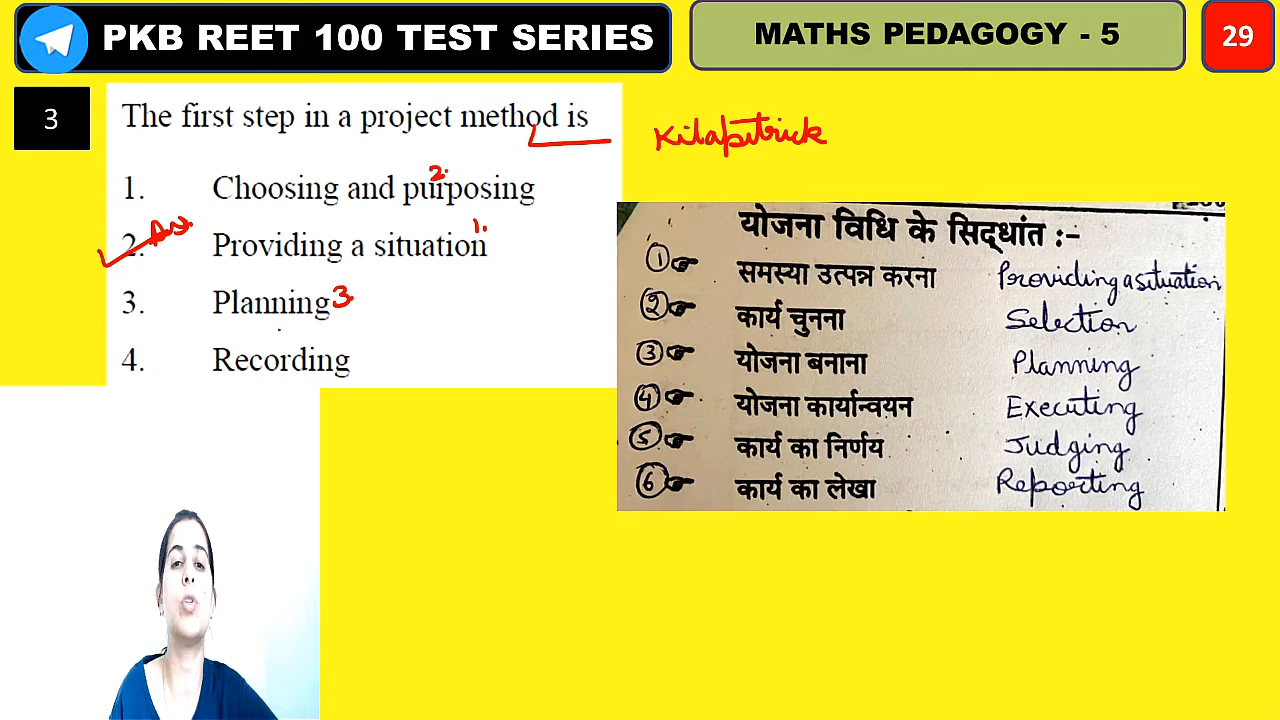 PKB REET 100 TEST SERIES
MATHS PEDAGOGY - 5
29
3
The first step in a project method is
Kilapitrick
1. Choosing and purposing 2.
2. Providing a situation 1.
Ans.
3. Planning 3
4. Recording
योजना विधि के सिद्धांत :-
① समस्या उत्पन्न करना Providing a situation
② कार्य चुनना Selection
③ योजना बनाना Planning
④ योजना कार्यान्वयन Executing
⑤ कार्य का निर्णय Judging
⑥ कार्य का लेखा Reporting